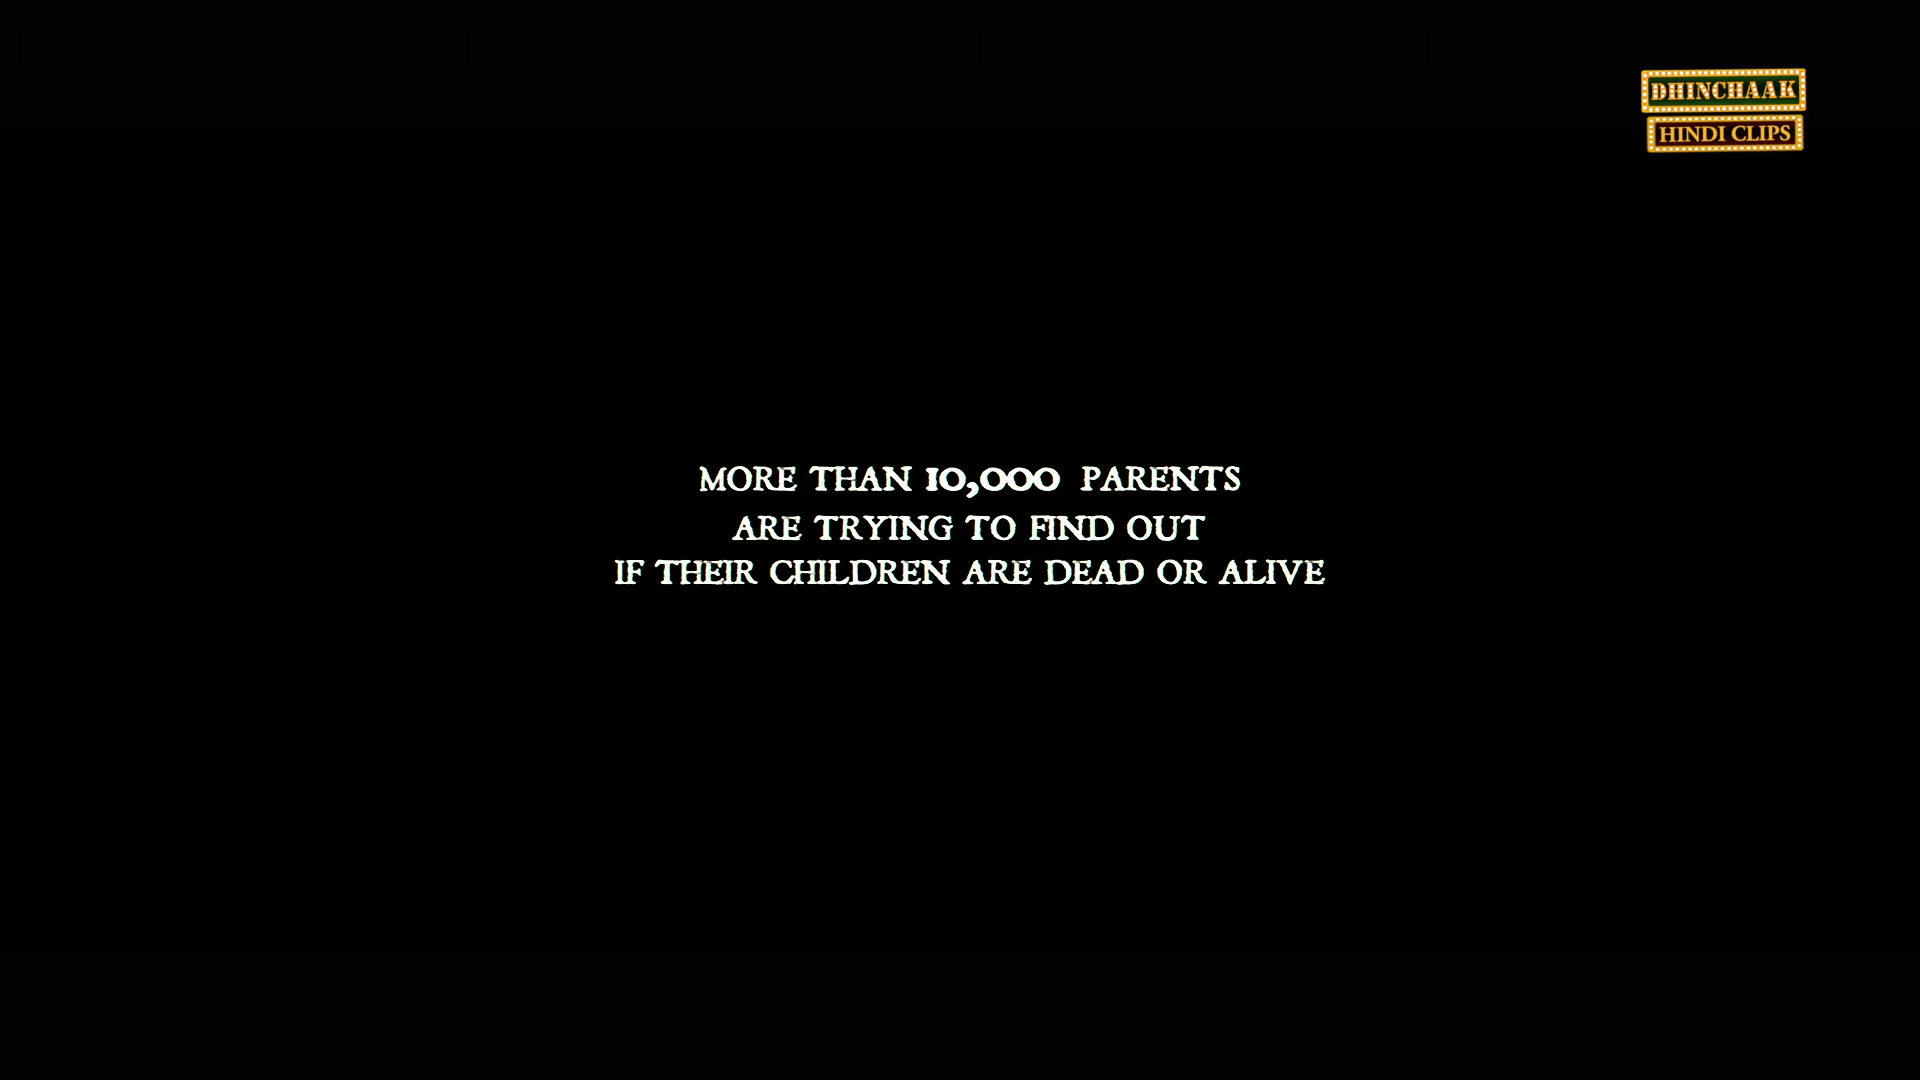 DHINCHAAK
HINDI CLIPS
MORE THAN 10,000 PARENTS
ARE TRYING TO FIND OUT
IF THEIR CHILDREN ARE DEAD OR ALIVE